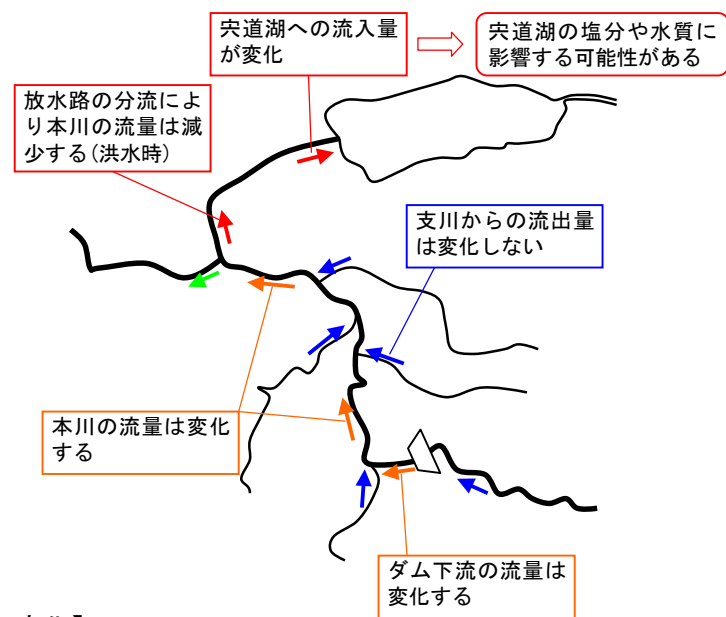 宍道湖への流入量
が変化
宍道湖の塩分や水質に
影響する可能性がある
放水路の分流によ
り本川の流量は減
少する(洪水時)
支川からの流出量
は変化しない
本川の流量は変化
する
ダム下流の流量は
変化する